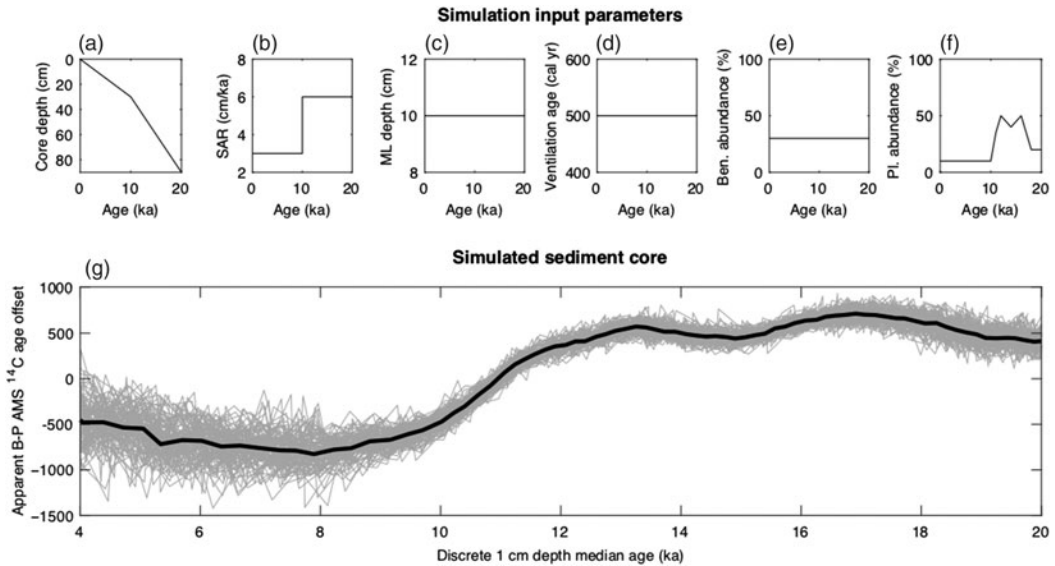 Simulation input parameters
(a)
(b)
(c)
(d)
(e)
(f)
Core depth (cm)
0
20
40
60
80
0
10
20
Age (ka)
SAR (cm/ka)
8
6
4
2
0
10
20
Age (ka)
ML depth (cm)
12
10
8
0
10
20
Age (ka)
Ventilation age (cal yr)
600
500
400
0
10
20
Age (ka)
Ben. abundance (%)
100
50
0
0
10
20
Age (ka)
Pl. abundance (%)
100
50
0
0
10
20
Age (ka)
Simulated sediment core
(g)
Apparent B-P AMS ¹⁴C age offset
1000
500
0
−500
−1000
−1500
4
6
8
10
12
14
16
18
20
Discrete 1 cm depth median age (ka)